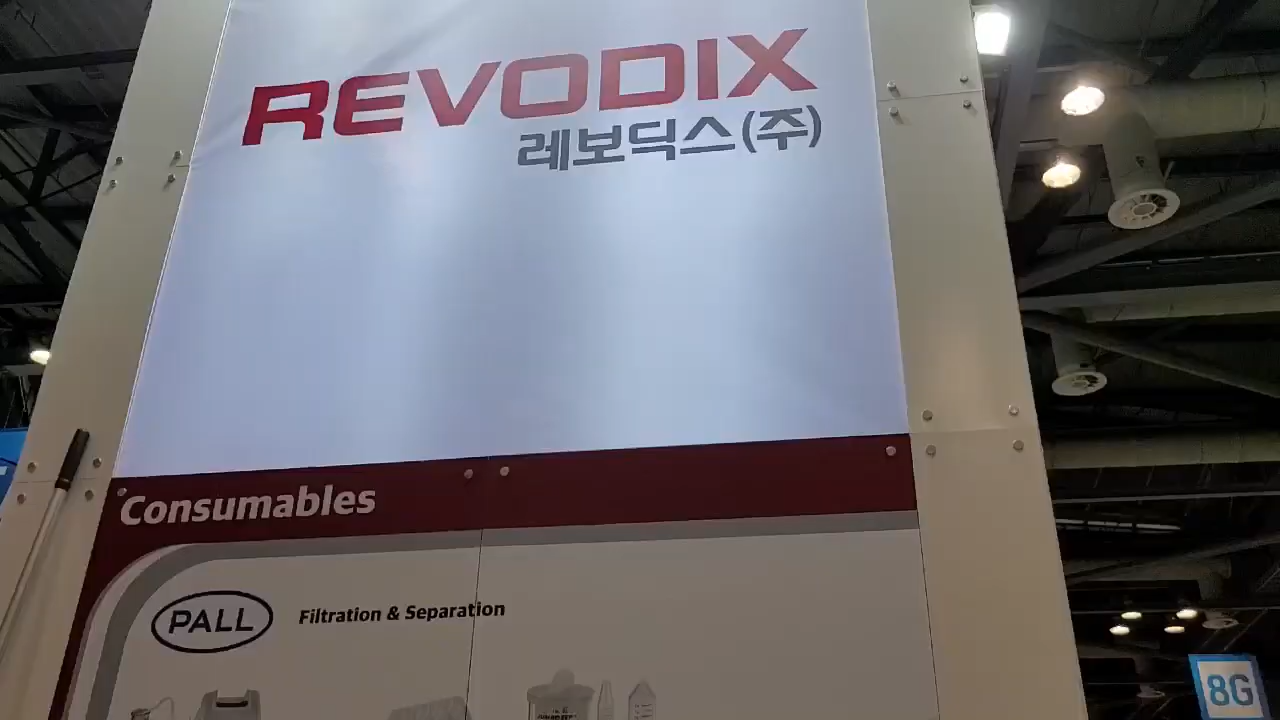 REVODIX
레보딕스(주)
Consumables
PALL
Filtration & Separation
8G